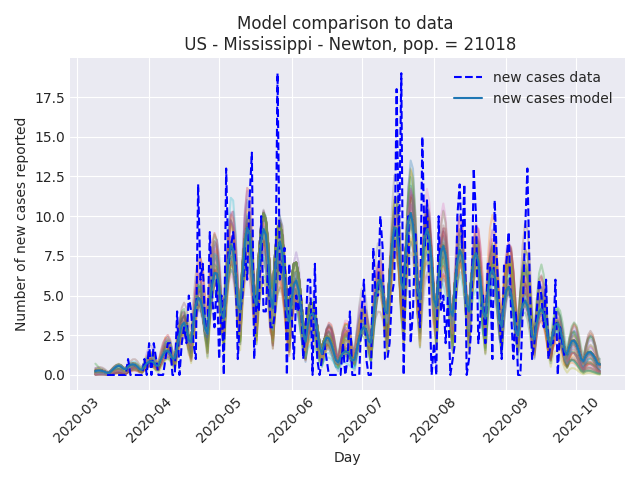 Model comparison to data
US - Mississippi - Newton, pop. = 21018
new cases data
new cases model
Number of new cases reported
17.5
15.0
12.5
10.0
7.5
5.0
2.5
0.0
2020-03
2020-04
2020-05
2020-06
2020-07
2020-08
2020-09
2020-10
Day